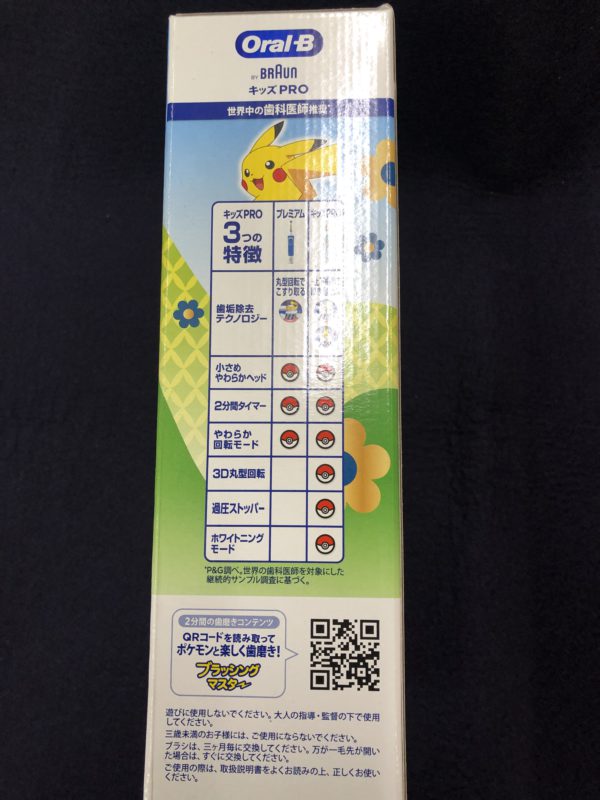 Oral-B
BY BRAUN
キッズPRO
世界中の歯科医師推奨
キッズPRO
3つの
特徴
プレミアム
キッズPRO
歯垢除去
テクノロジー
丸型回転で
こすり取る
小さめ
やわらかヘッド
2分間タイマー
やわらか
回転モード
3D丸型回転
過圧ストッパー
ホワイトニング
モード
*P&G調べ。世界の歯科医師を対象にした
継続的サンプル調査に基づく。
2分間の歯磨きコンテンツ
QRコードを読み取って
ポケモンと楽しく歯磨き!
ブラッシング
マスター
遊びに使用しないでください。大人の指導・監督の下で使用
してください。
三歳未満のお子様には、ご使用にならないでください。
ブラシは、三ヶ月毎に交換してください。万が一毛先が開い
た場合は、すぐに交換してください。
ご使用の際は、取扱説明書をよくお読みの上、正しくお使い
ください。